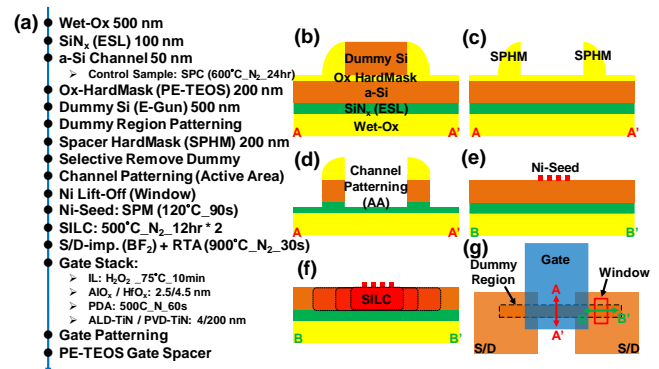 (a)
Wet-Ox 500 nm
SiNx (ESL) 100 nm
a-Si Channel 50 nm
Control Sample: SPC (600°C_N2_24hr)
Ox-HardMask (PE-TEOS) 200 nm
Dummy Si (E-Gun) 500 nm
Dummy Region Patterning
Spacer HardMask (SPHM) 200 nm
Selective Remove Dummy
Channel Patterning (Active Area)
Ni Lift-Off (Window)
Ni-Seed: SPM (120°C_90s)
SILC: 500°C_N2_12hr * 2
S/D-imp. (BF2) + RTA (900°C_N2_30s)
Gate Stack:
IL: H2O2 _75°C_10min
AlOx / HfOx: 2.5/4.5 nm
PDA: 500C_N_60s
ALD-TiN / PVD-TiN: 4/200 nm
Gate Patterning
PE-TEOS Gate Spacer
(b)
Dummy Si
Ox HardMask
a-Si
SiNx (ESL)
Wet-Ox
A
A'
(c)
SPHM
SPHM
A
A'
(d)
Channel
Patterning
(AA)
A
A'
(e)
Ni-Seed
B
B'
(f)
SILC
B
B'
(g)
Gate
Dummy
Region
Window
A
A'
B
B'
S/D
S/D